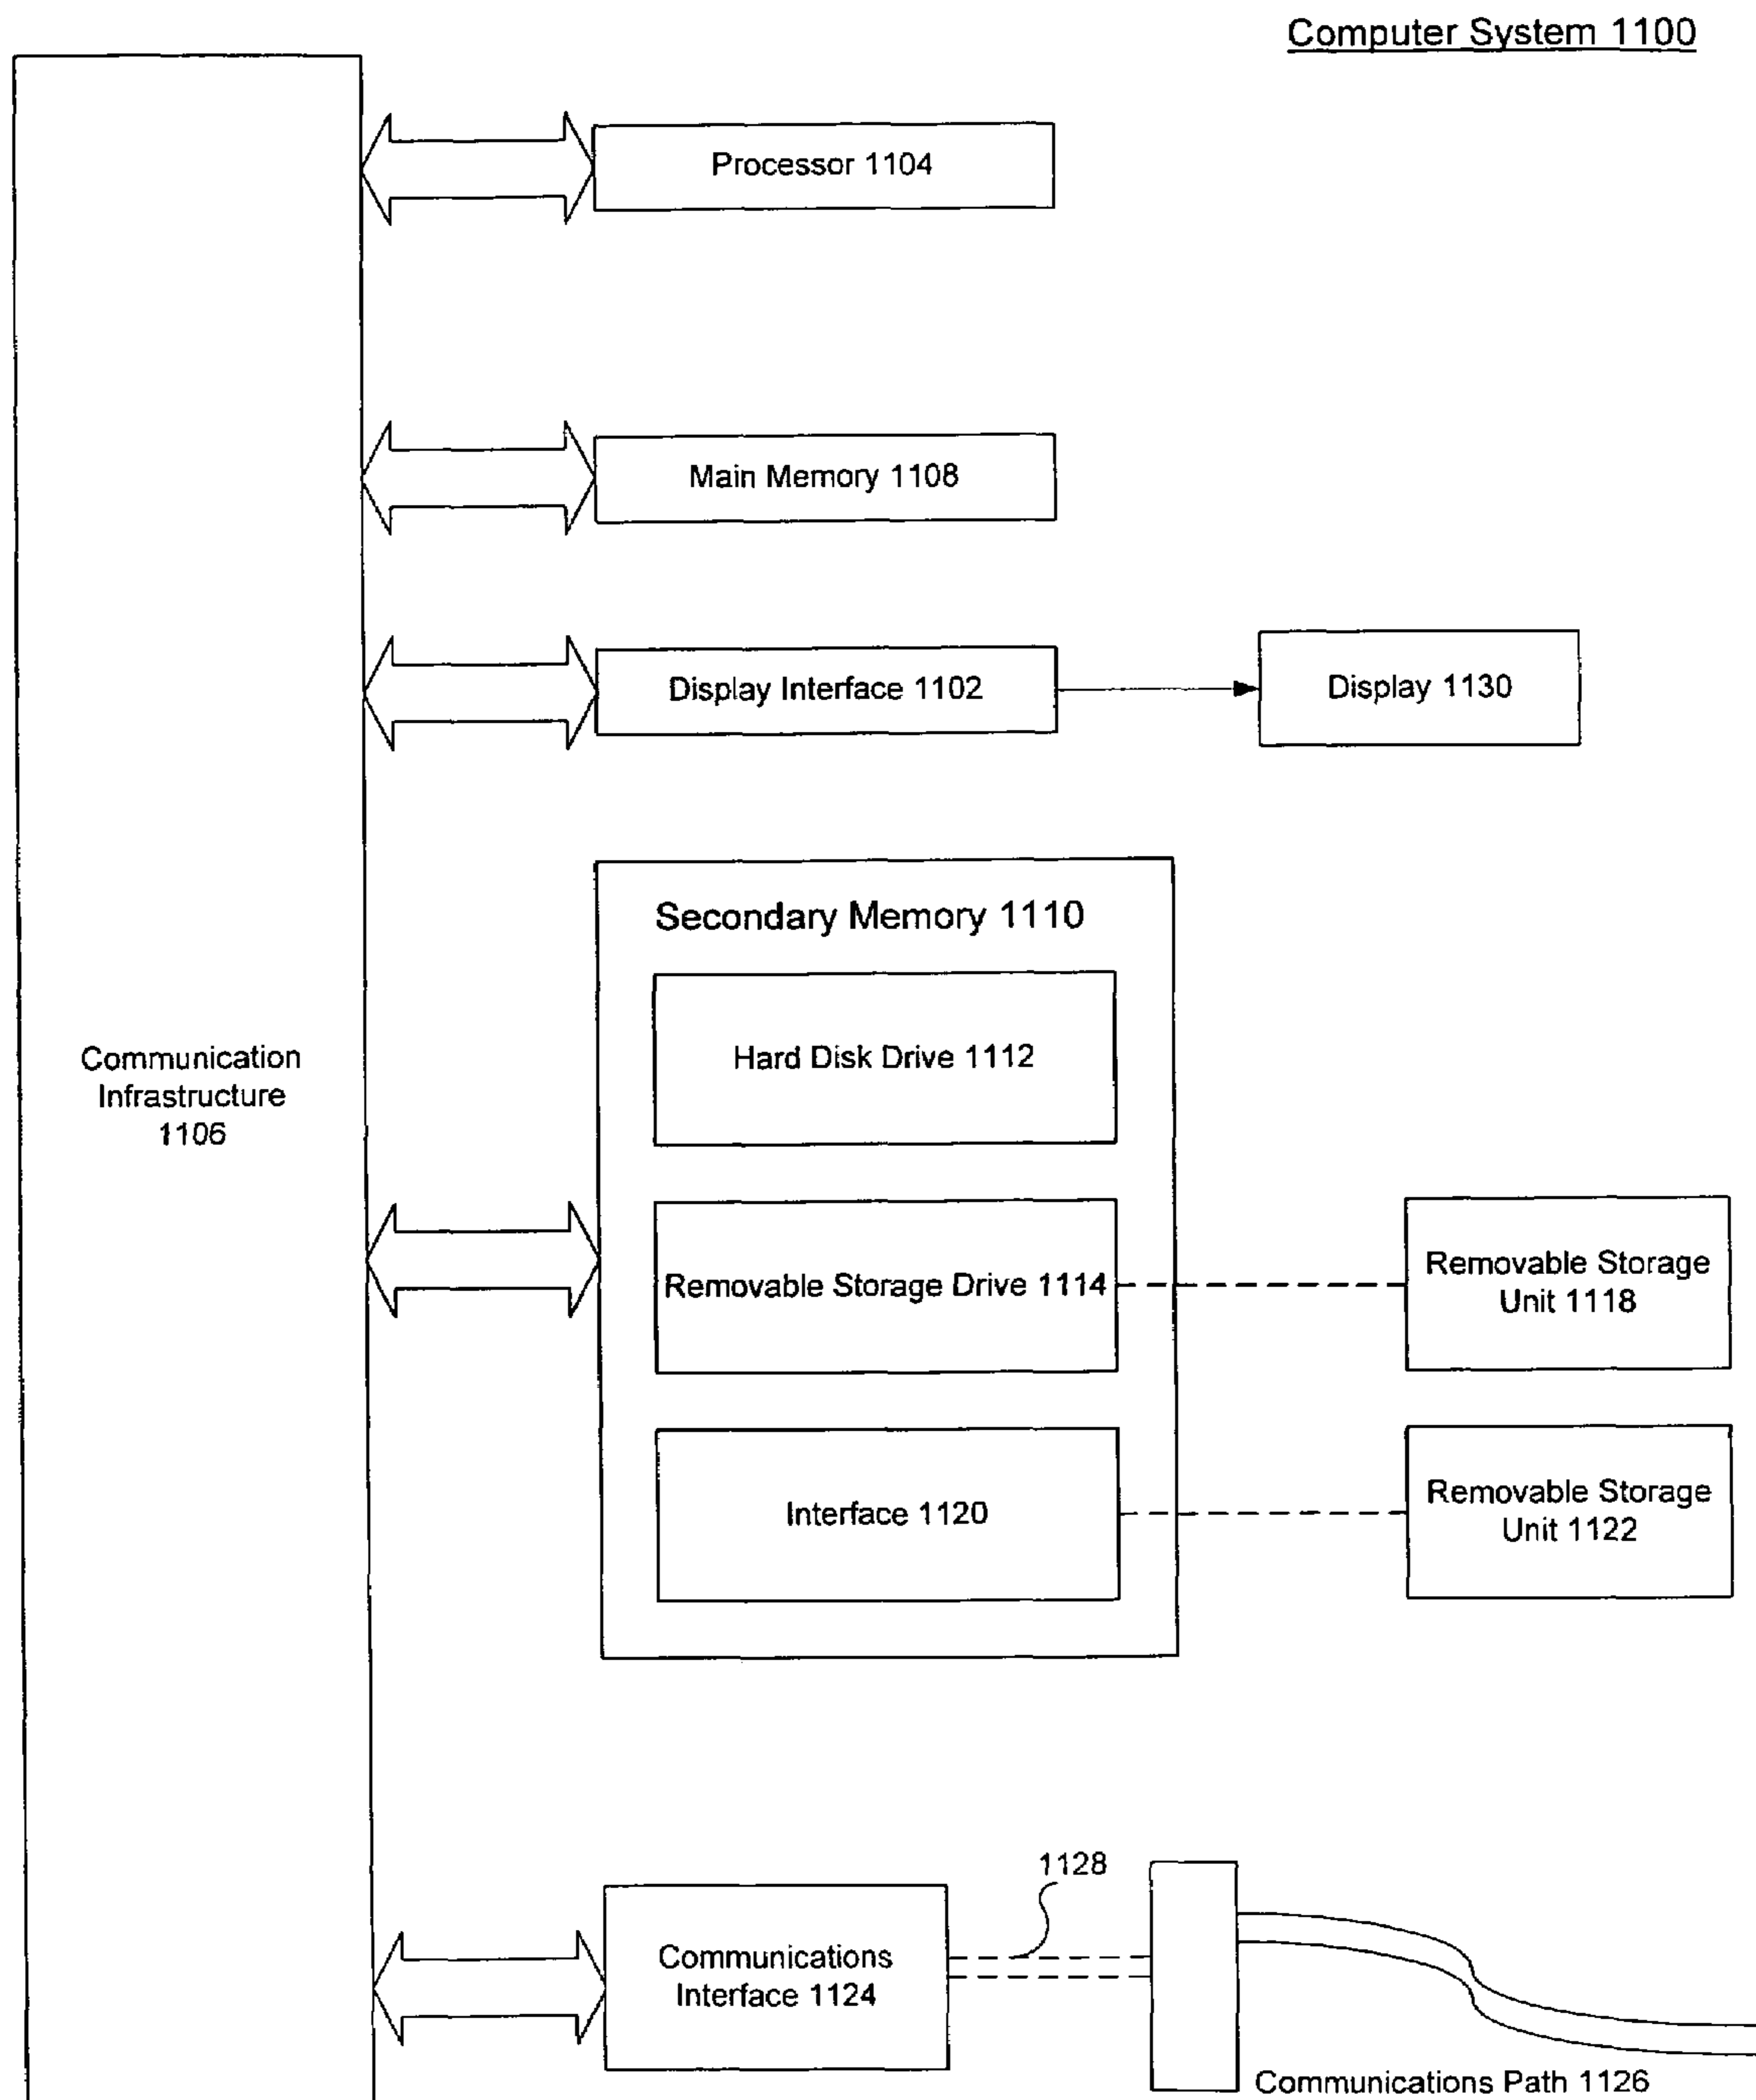 Computer System 1100
Processor 1104
Main Memory 1108
Display Interface 1102
Display 1130
Secondary Memory 1110
Hard Disk Drive 1112
Communication
Infrastructure
1106
Removable Storage Drive 1114
Removable Storage
Unit 1118
Interface 1120
Removable Storage
Unit 1122
1128
Communications
Interface 1124
Communications Path 1126